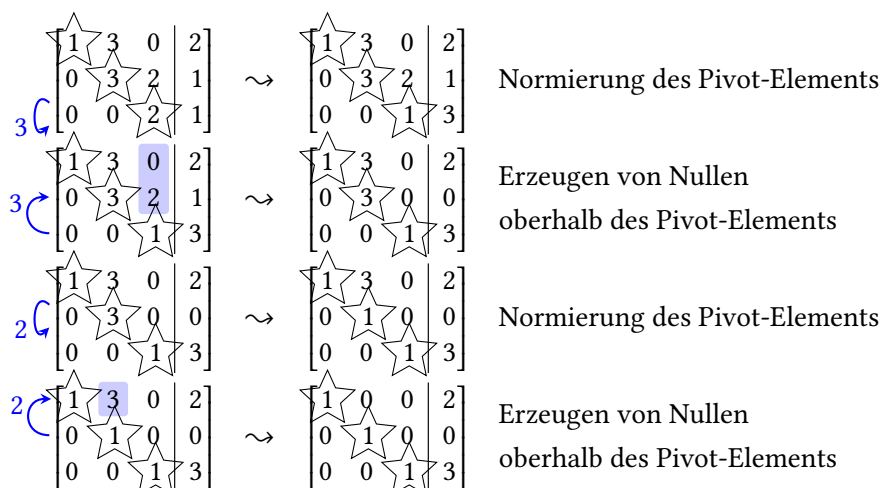 1 3 0 2 1 3 0 2
0 3 2 1 ⇝ 0 3 2 1 Normierung des Pivot-Elements
3 0 0 2 1 0 0 1 3
1 3 0 2 1 3 0 2
3 0 3 2 1 ⇝ 0 3 0 0 Erzeugen von Nullen
0 0 1 3 0 0 1 3 oberhalb des Pivot-Elements
1 3 0 2 1 3 0 2
2 0 3 0 0 ⇝ 0 1 0 0 Normierung des Pivot-Elements
0 0 1 3 0 0 1 3
2 1 3 0 2 1 0 0 2
0 1 0 0 ⇝ 0 1 0 0 Erzeugen von Nullen
0 0 1 3 0 0 1 3 oberhalb des Pivot-Elements